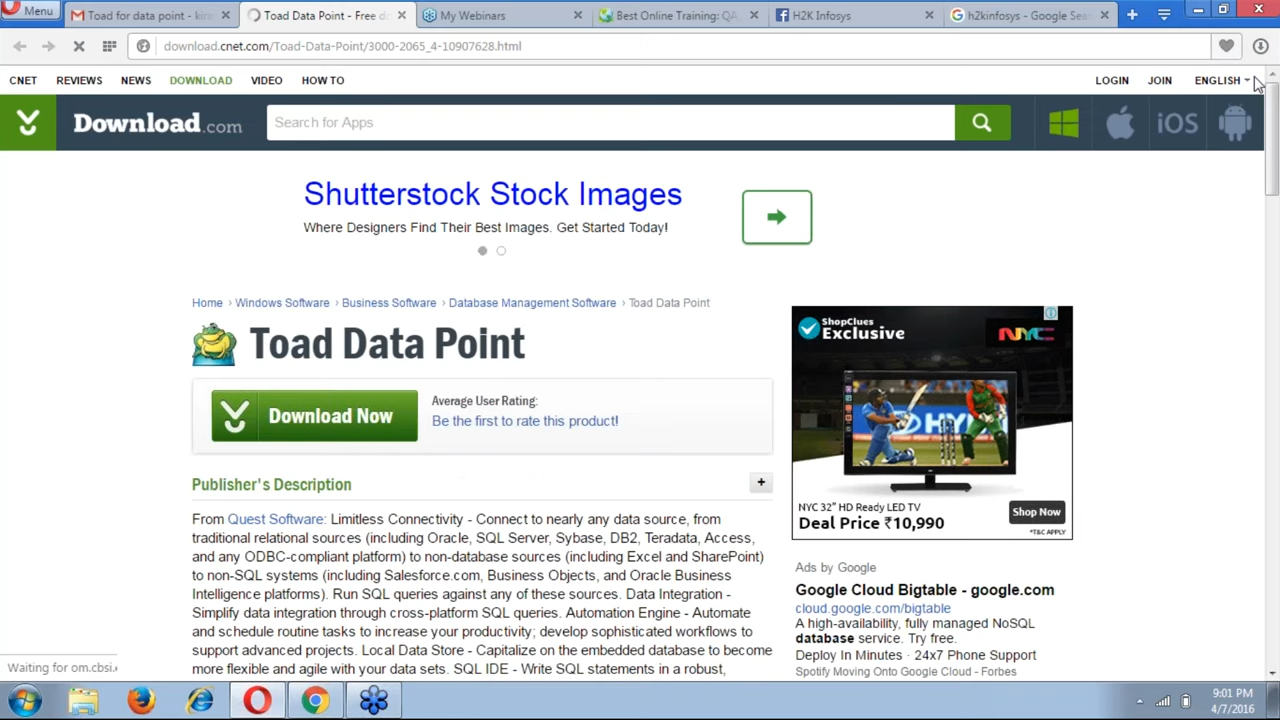 Menu
Toad for data point - kira
Toad Data Point - Free do
My Webinars
Best Online Training: QA
H2K Infosys
h2kinfosys - Google Sea
download.cnet.com/Toad-Data-Point/3000-2065_4-10907628.html
CNET REVIEWS NEWS DOWNLOAD VIDEO HOW TO LOGIN JOIN ENGLISH
Download.com
Search for Apps
iOS
Shutterstock Stock Images
Where Designers Find Their Best Images. Get Started Today!
Home › Windows Software › Business Software › Database Management Software › Toad Data Point
Toad Data Point
Download Now
Average User Rating:
Be the first to rate this product!
Publisher's Description
+
From Quest Software: Limitless Connectivity - Connect to nearly any data source, from
traditional relational sources (including Oracle, SQL Server, Sybase, DB2, Teradata, Access,
and any ODBC-compliant platform) to non-database sources (including Excel and SharePoint)
to non-SQL systems (including Salesforce.com, Business Objects, and Oracle Business
Intelligence platforms). Run SQL queries against any of these sources. Data Integration -
Simplify data integration through cross-platform SQL queries. Automation Engine - Automate
and schedule routine tasks to increase your productivity; develop sophisticated workflows to
support advanced projects. Local Data Store - Capitalize on the embedded database to become
more flexible and agile with your data sets. SQL IDE - Write SQL statements in a robust,
ShopClues
Exclusive
NYC
NYC 32" HD Ready LED TV
Deal Price ₹10,990
Shop Now
*T&C APPLY
Ads by Google
Google Cloud Bigtable - google.com
cloud.google.com/bigtable
A high-availability, fully managed NoSQL
database service. Try free.
Deploy In Minutes · 24x7 Phone Support
Spotify Moving Onto Google Cloud - Forbes
Waiting for om.cbsi.
9:01 PM
4/7/2016